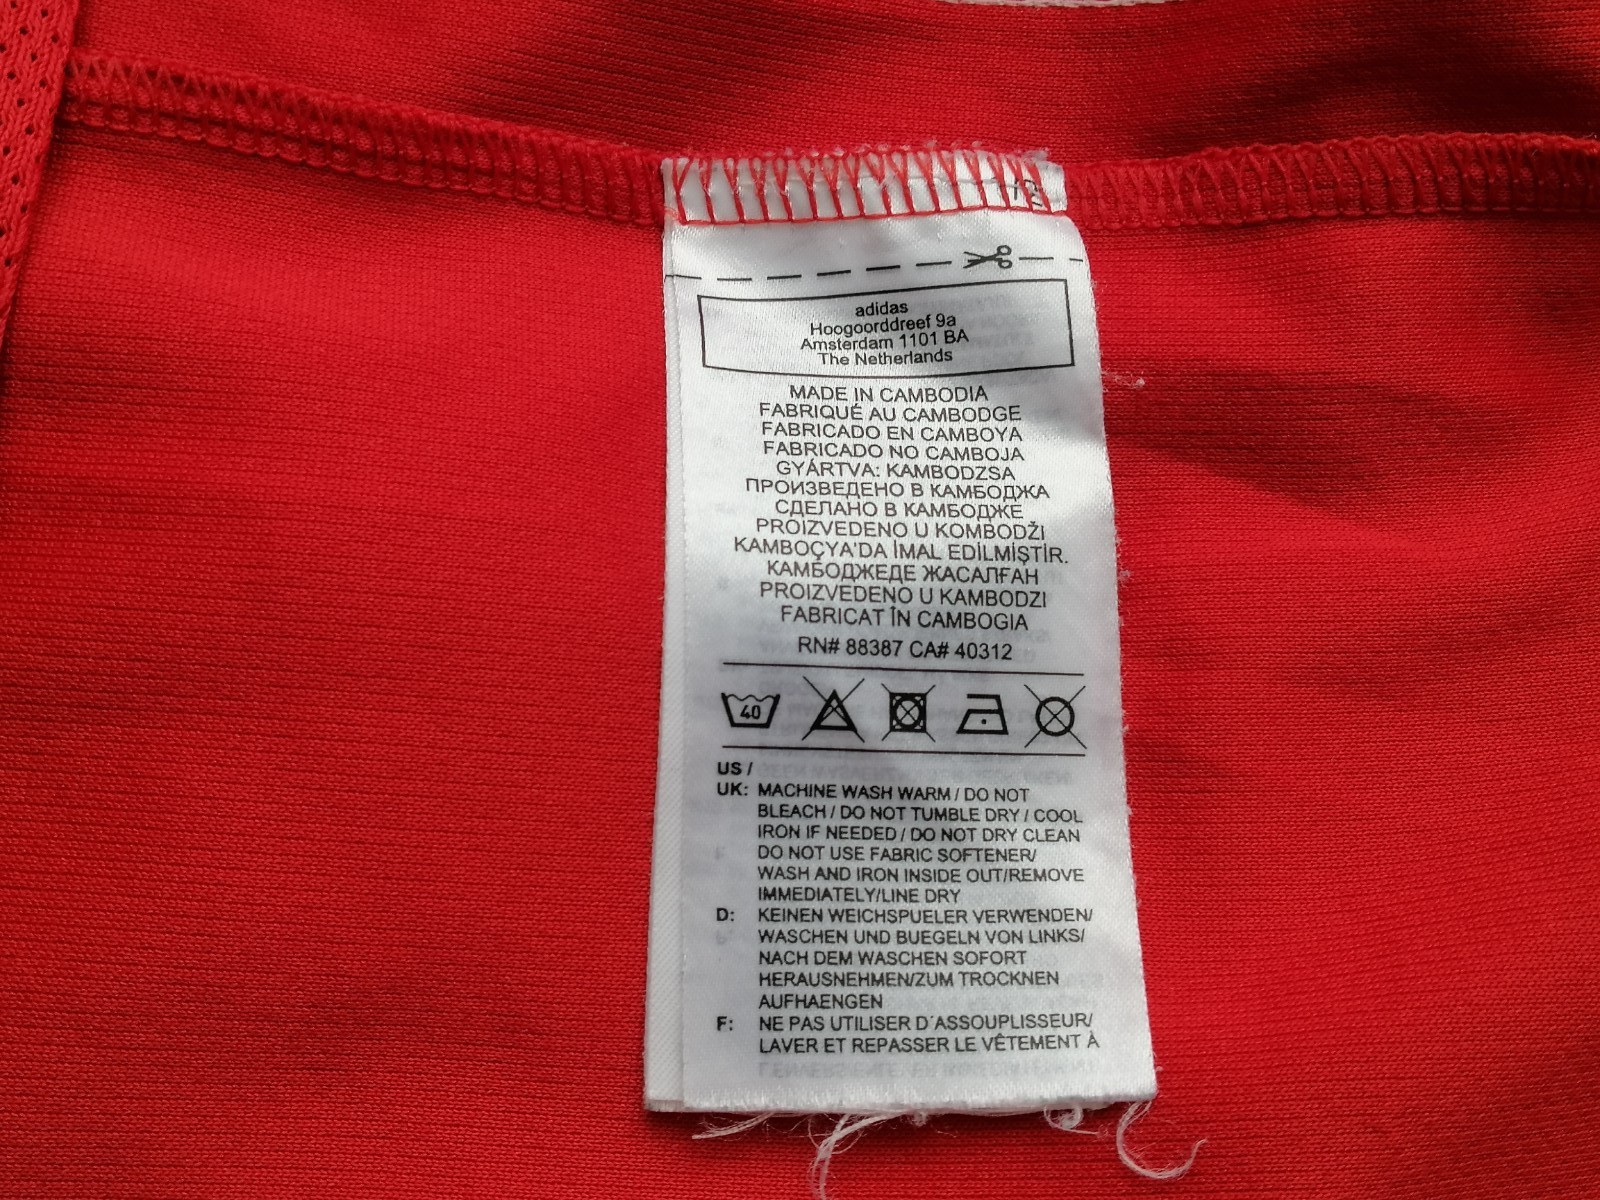 adidas
Hoogoorddreef 9a
Amsterdam 1101 BA
The Netherlands
MADE IN CAMBODIA
FABRIQUÉ AU CAMBODGE
FABRICADO EN CAMBOYA
FABRICADO NO CAMBOJA
GYÁRTVA: KAMBODZSA
ПРОИЗВЕДЕНО В КАМБОДЖА
СДЕЛАНО В КАМБОДЖЕ
PROIZVEDENO U KOMBODŽI
KAMBOÇYA'DA İMAL EDİLMİŞTİR.
КАМБОДЖЕДЕ ЖАСАЛҒАН
PROIZVEDENO U KAMBODZI
FABRICAT ÎN CAMBOGIA
RN# 88387 CA# 40312
40
US /
UK: MACHINE WASH WARM / DO NOT
BLEACH / DO NOT TUMBLE DRY / COOL
IRON IF NEEDED / DO NOT DRY CLEAN
DO NOT USE FABRIC SOFTENER/
WASH AND IRON INSIDE OUT/REMOVE
IMMEDIATELY/LINE DRY
D: KEINEN WEICHSPUELER VERWENDEN/
WASCHEN UND BUEGELN VON LINKS/
NACH DEM WASCHEN SOFORT
HERAUSNEHMEN/ZUM TROCKNEN
AUFHAENGEN
F: NE PAS UTILISER D'ASSOUPLISSEUR/
LAVER ET REPASSER LE VÊTEMENT À